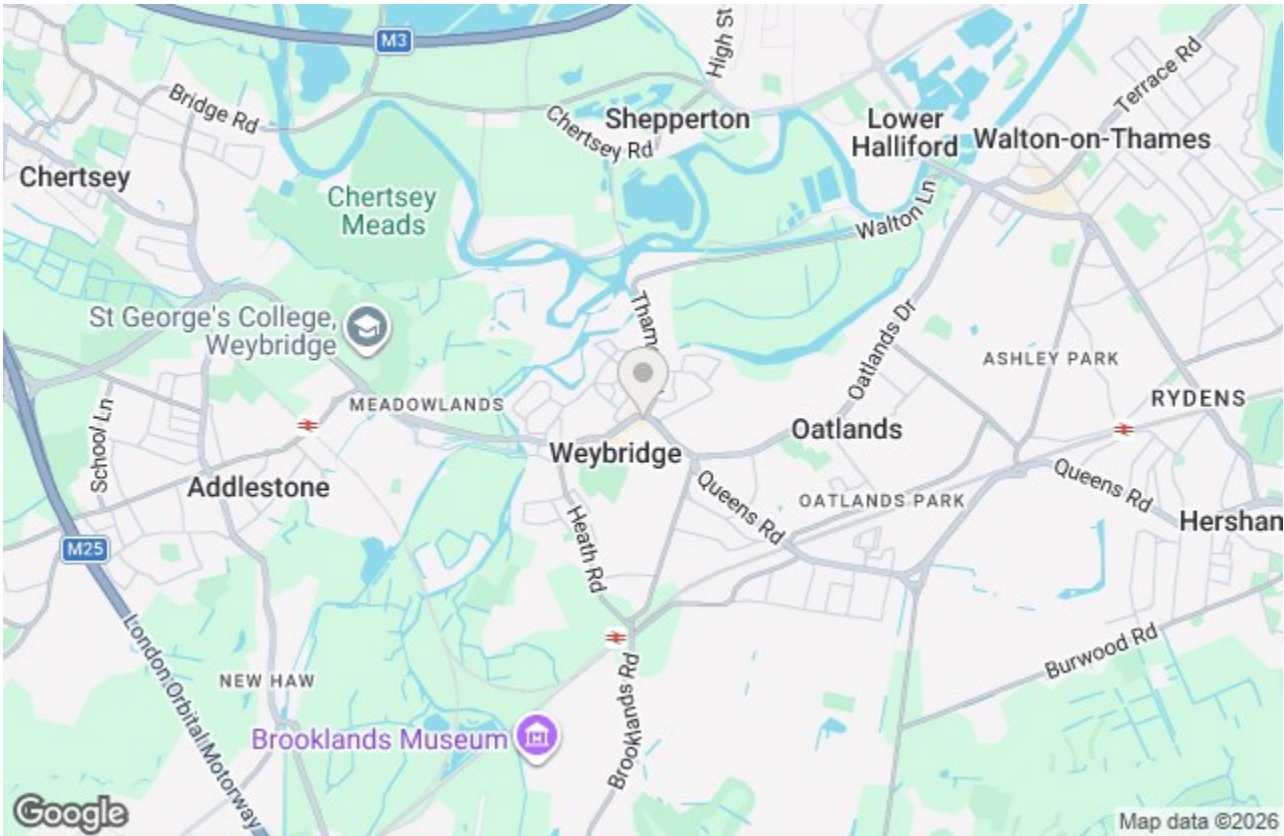 M3
High St
Bridge Rd
Chertsey Rd
Shepperton
Lower
Halliford
Terrace Rd
Walton-on-Thames
Chertsey
Chertsey
Meads
Walton Ln
St George's College,
Weybridge
Tham
Oatlands Dr
ASHLEY PARK
MEADOWLANDS
RYDENS
School Ln
Oatlands
Weybridge
Addlestone
Queens Rd
OATLANDS PARK
Queens Rd
Hersham
Heath Rd
M25
London Orbital Motorway
Burwood Rd
NEW HAW
Brooklands Rd
Brooklands Museum
Google
Map data ©2026